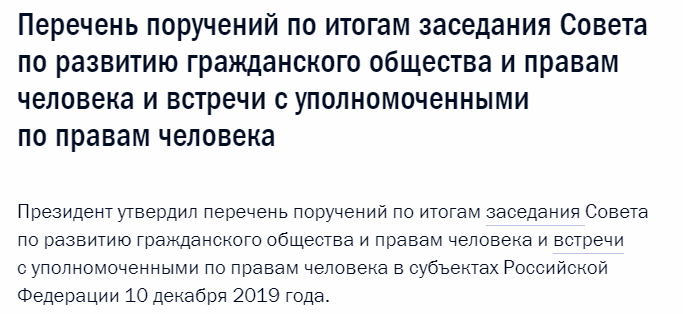 Перечень поручений по итогам заседания Совета
по развитию гражданского общества и правам
человека и встречи с уполномоченными
по правам человека
Президент утвердил перечень поручений по итогам заседания Совета
по развитию гражданского общества и правам человека и встречи
с уполномоченными по правам человека в субъектах Российской
Федерации 10 декабря 2019 года.